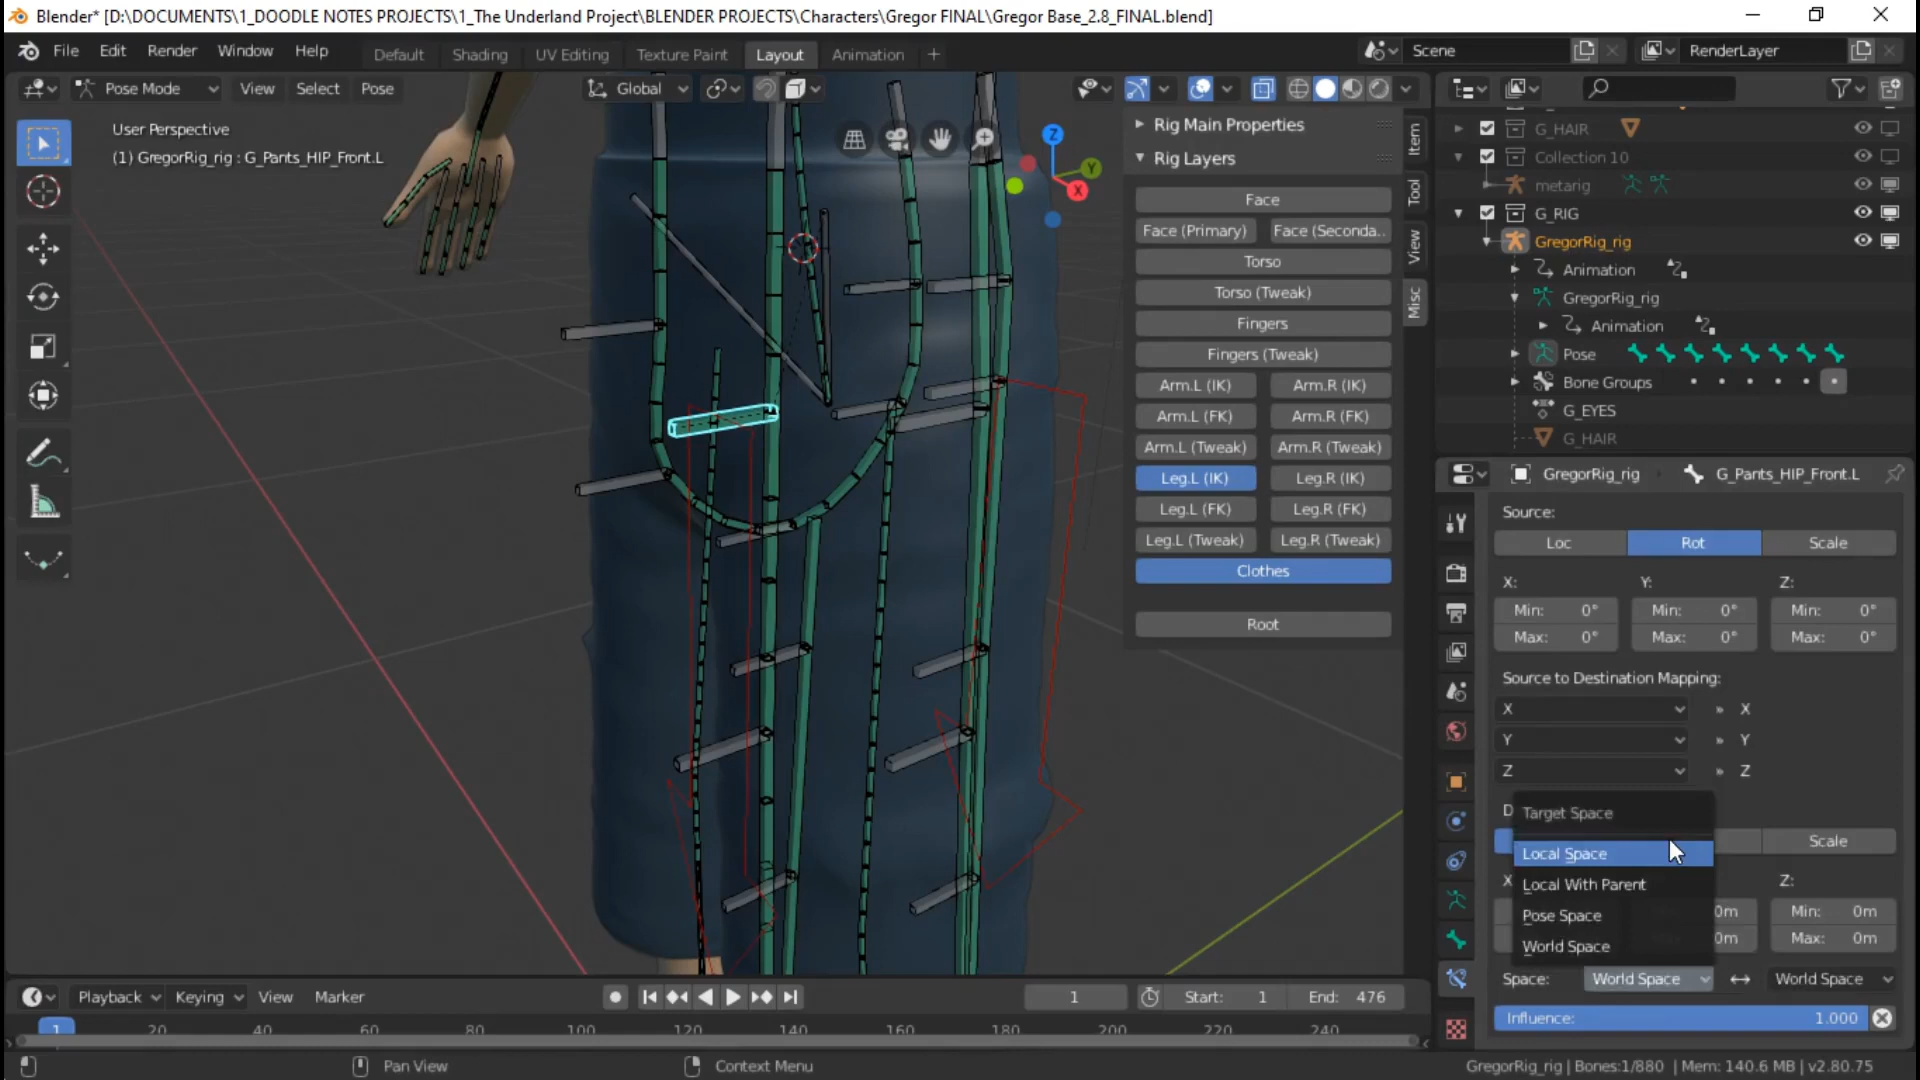 Blender* [D:\DOCUMENTS\1_DOODLE NOTES PROJECTS\1_The Underland Project\BLENDER PROJECTS\Characters\Gregor FINAL\Gregor Base_2.8_FINAL.blend]
File Edit Render Window Help Default Shading UV Editing Texture Paint Layout Animation + Scene RenderLayer
Pose Mode View Select Pose Global
User Perspective
(1) GregorRig_rig : G_Pants_HIP_Front.L
Z
Y
X
Rig Main Properties
Rig Layers
Face
Face (Primary) Face (Seconda..
Torso
Torso (Tweak)
Fingers
Fingers (Tweak)
Arm.L (IK) Arm.R (IK)
Arm.L (FK) Arm.R (FK)
Arm.L (Tweak) Arm.R (Tweak)
Leg.L (IK) Leg.R (IK)
Leg.L (FK) Leg.R (FK)
Leg.L (Tweak) Leg.R (Tweak)
Clothes
Root
Item
Tool
View
Misc
G_HAIR
Collection 10
metarig
G_RIG
GregorRig_rig
Animation
GregorRig_rig
Animation
Pose
Bone Groups
G_EYES
G_HAIR
GregorRig_rig G_Pants_HIP_Front.L
Source:
Loc Rot Scale
X: Y: Z:
Min: 0° Min: 0° Min: 0°
Max: 0° Max: 0° Max: 0°
Source to Destination Mapping:
X X
Y Y
Z Z
D
Target Space
Local Space
Local With Parent
Pose Space
World Space
Scale
X Z:
0m Min: 0m
0m Max: 0m
Space: World Space World Space
Influence: 1.000
Playback Keying View Marker 1 Start: 1 End: 476
1 20 40 60 80 100 120 140 160 180 200 220 240
Pan View Context Menu GregorRig_rig | Bones:1/880 | Mem: 140.6 MB | v2.80.75